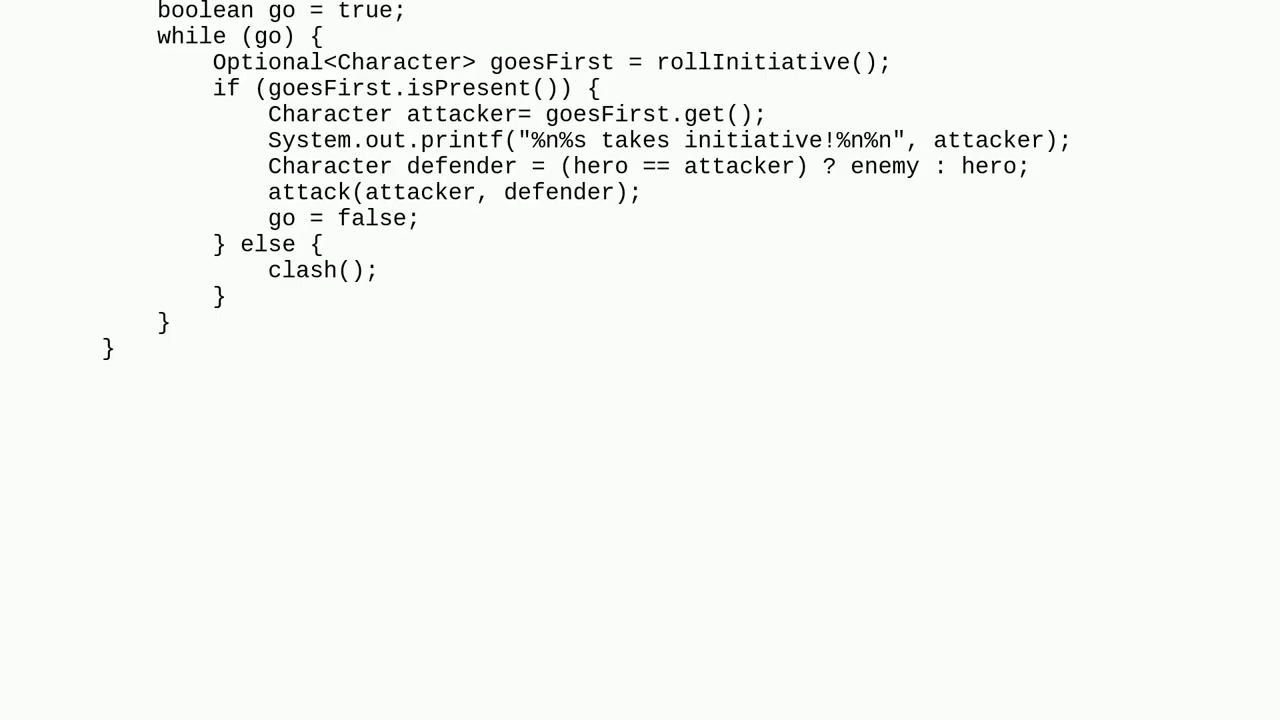 boolean go = true;
while (go) {
Optional<Character> goesFirst = rollInitiative();
if (goesFirst.isPresent()) {
Character attacker= goesFirst.get();
System.out.printf("%n%s takes initiative!%n%n", attacker);
Character defender = (hero == attacker) ? enemy : hero;
attack(attacker, defender);
go = false;
} else {
clash();
}
}
}